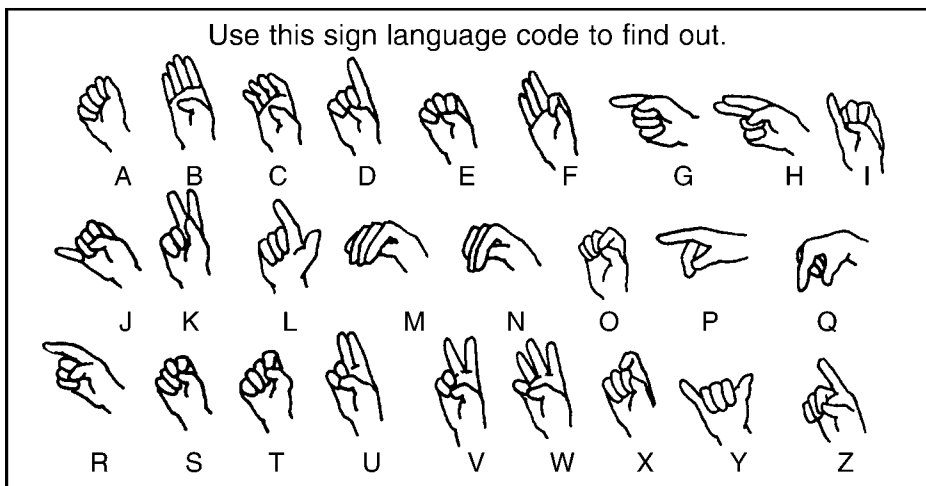 Use this sign language code to find out.
A B C D E F G H I
J K L M N O P Q
R S T U V W X Y Z